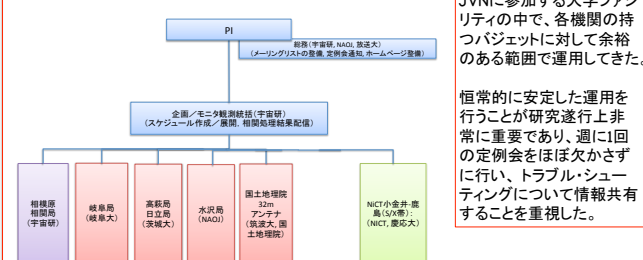 PI
総務(宇宙研, NAOJ, 放送大)
(メーリングリストの整備, 定例会通知, ホームページ整備)
企画/モニタ観測統括(宇宙研)
(スケジュール作成/展開, 相関処理結果配信)
相模原
相関局
(宇宙研)
岐阜局
(岐阜大)
高萩局
日立局
(茨城大)
水沢局
(NAOJ)
国土地理院
32m
アンテナ
(筑波大, 国
土地理院)
NiCT小金井-鹿
島(S/X帯):
(NICT, 慶応大)
JVNに参加する大学ファシ
リティの中で、各機関の持
つバジェットに対して余裕
のある範囲で運用してきた。
恒常的に安定した運用を
行うことが研究遂行上非
常に重要であり、週に1回
の定例会をほぼ欠かさず
に行い、トラブル・シュー
ティングについて情報共有
することを重視した。